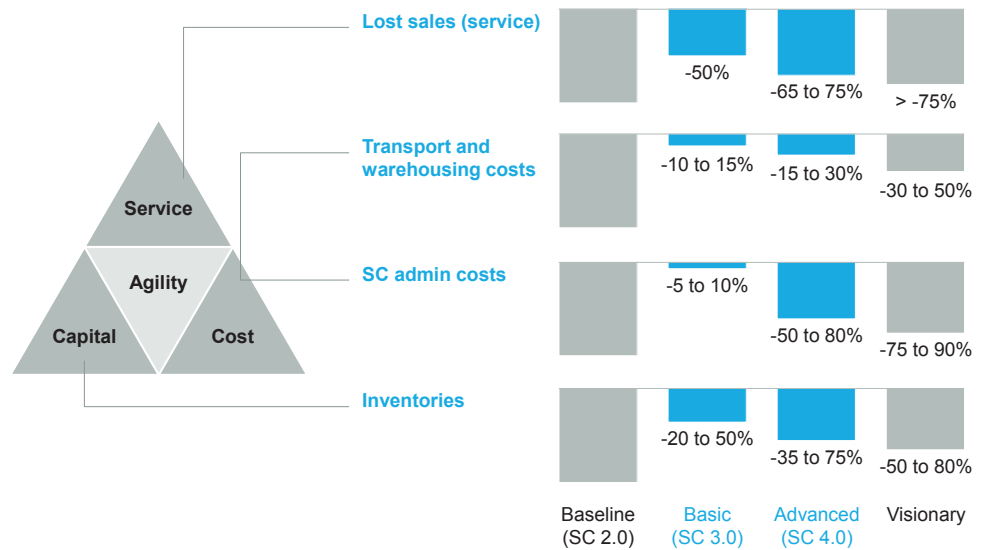 Lost sales (service)
-50%
-65 to 75%
> -75%
Transport and
warehousing costs
-10 to 15%
-15 to 30%
-30 to 50%
Service
SC admin costs
-5 to 10%
-50 to 80%
-75 to 90%
Agility
Capital
Cost
Inventories
-20 to 50%
-35 to 75%
-50 to 80%
Baseline
(SC 2.0)
Basic
(SC 3.0)
Advanced
(SC 4.0)
Visionary